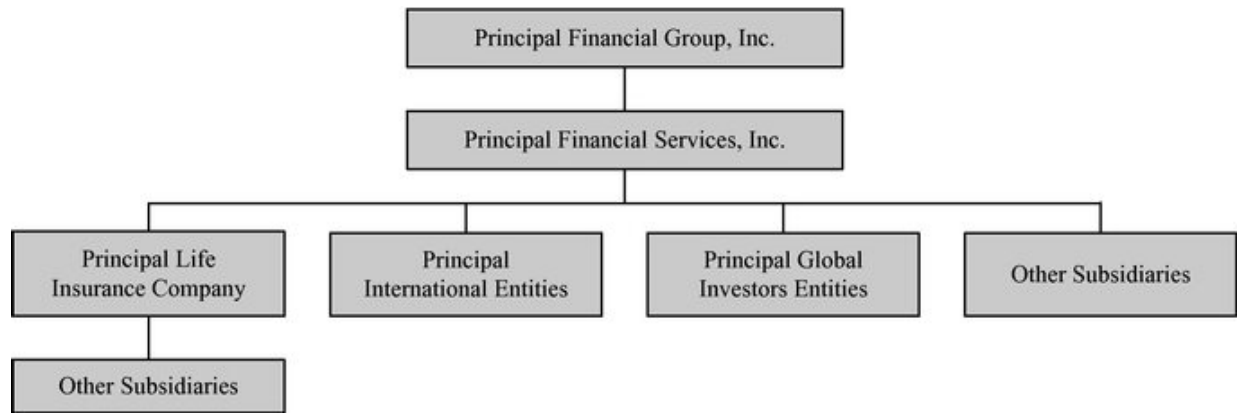 Principal Financial Group, Inc.
Principal Financial Services, Inc.
Principal Life
Insurance Company
Principal
International Entities
Principal Global
Investors Entities
Other Subsidiaries
Other Subsidiaries